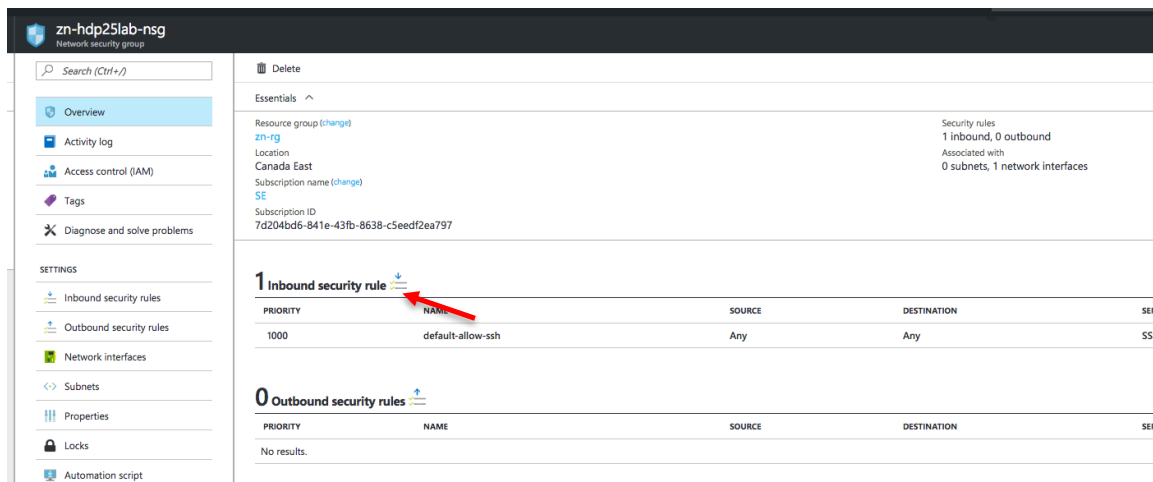 zn-hdp25lab-nsg
Network security group
Search (Ctrl+/)
Overview
Activity log
Access control (IAM)
Tags
Diagnose and solve problems
SETTINGS
Inbound security rules
Outbound security rules
Network interfaces
Subnets
Properties
Locks
Automation script
Delete
Essentials
Resource group (change)
zn-rg
Location
Canada East
Subscription name (change)
SE
Subscription ID
7d204bd6-841e-43fb-8638-c5eedf2ea797
Security rules
1 inbound, 0 outbound
Associated with
0 subnets, 1 network interfaces
1 Inbound security rule
PRIORITY NAME SOURCE DESTINATION SE
1000 default-allow-ssh Any Any SS
0 Outbound security rules
PRIORITY NAME SOURCE DESTINATION SE
No results.